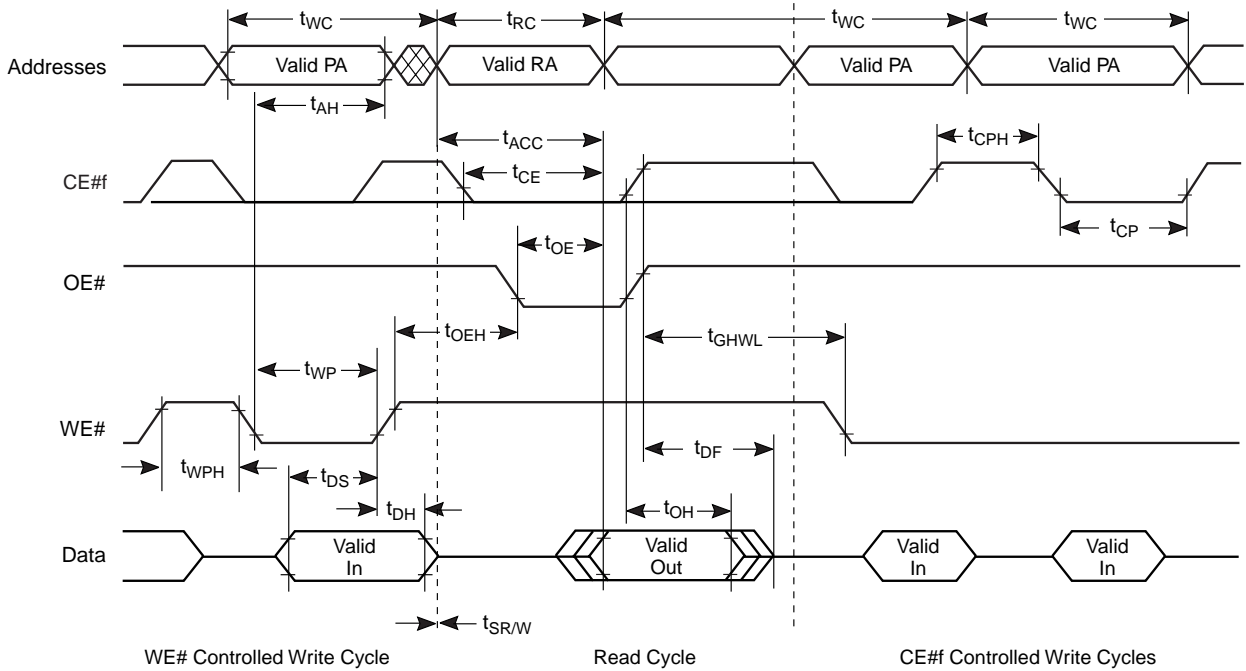 tWC tRC tWC tWC
Addresses Valid PA Valid RA Valid PA Valid PA
tAH
tACC tCPH
CE#f tCE
tCP
tOE
OE#
tOEH tGHWL
tWP
WE#
tWPH tDS tDF
tDH tOH
Data Valid In Valid Out Valid In Valid In
tSR/W
WE# Controlled Write Cycle Read Cycle CE#f Controlled Write Cycles